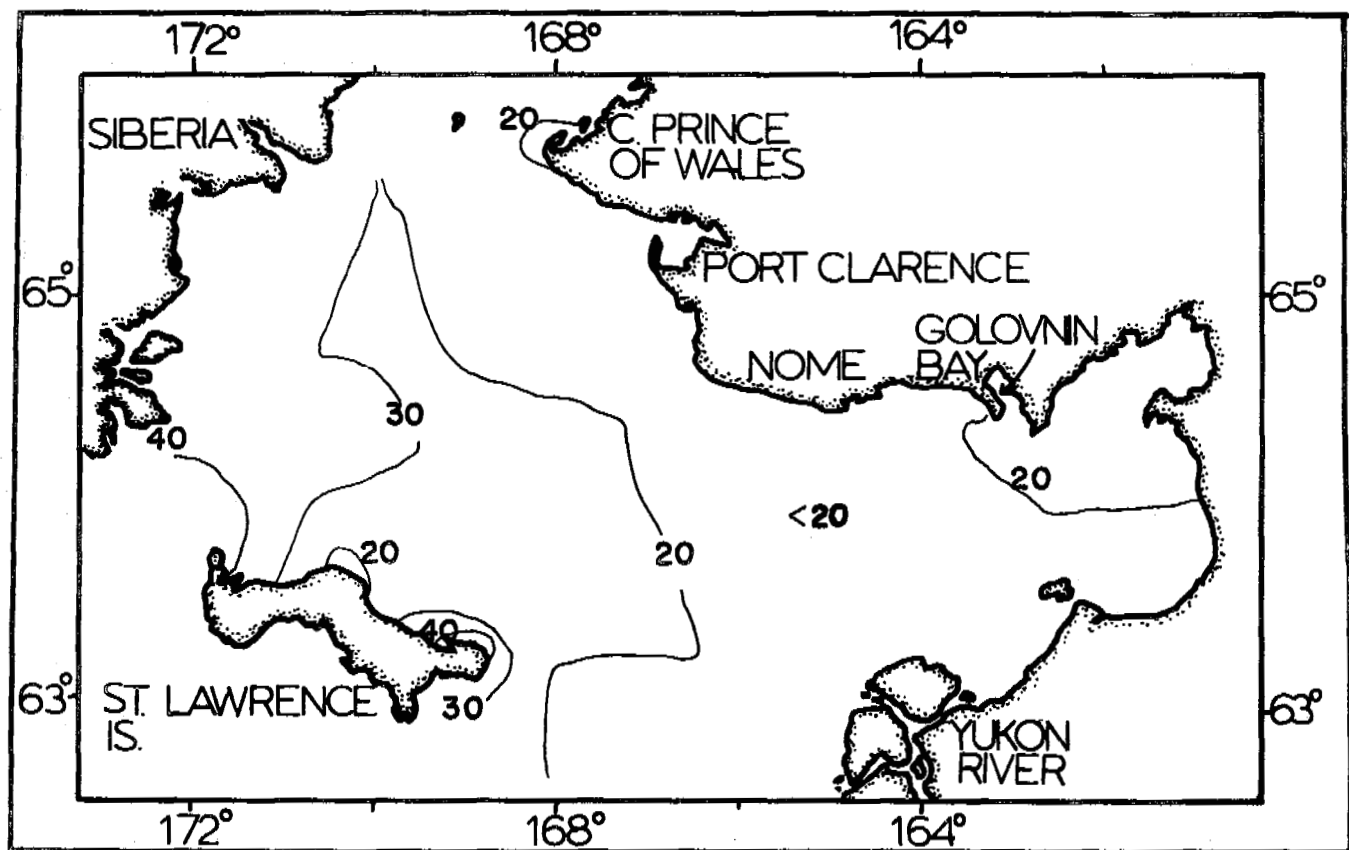 172° 168° 164°
SIBERIA
20
C. PRINCE
OF WALES
65°
PORT CLARENCE
65°
GOLOVNIN
BAY
NOME
30
40
20
<20
20
20
40
30
63°
ST. LAWRENCE
IS.
63°
YUKON
RIVER
172° 168° 164°